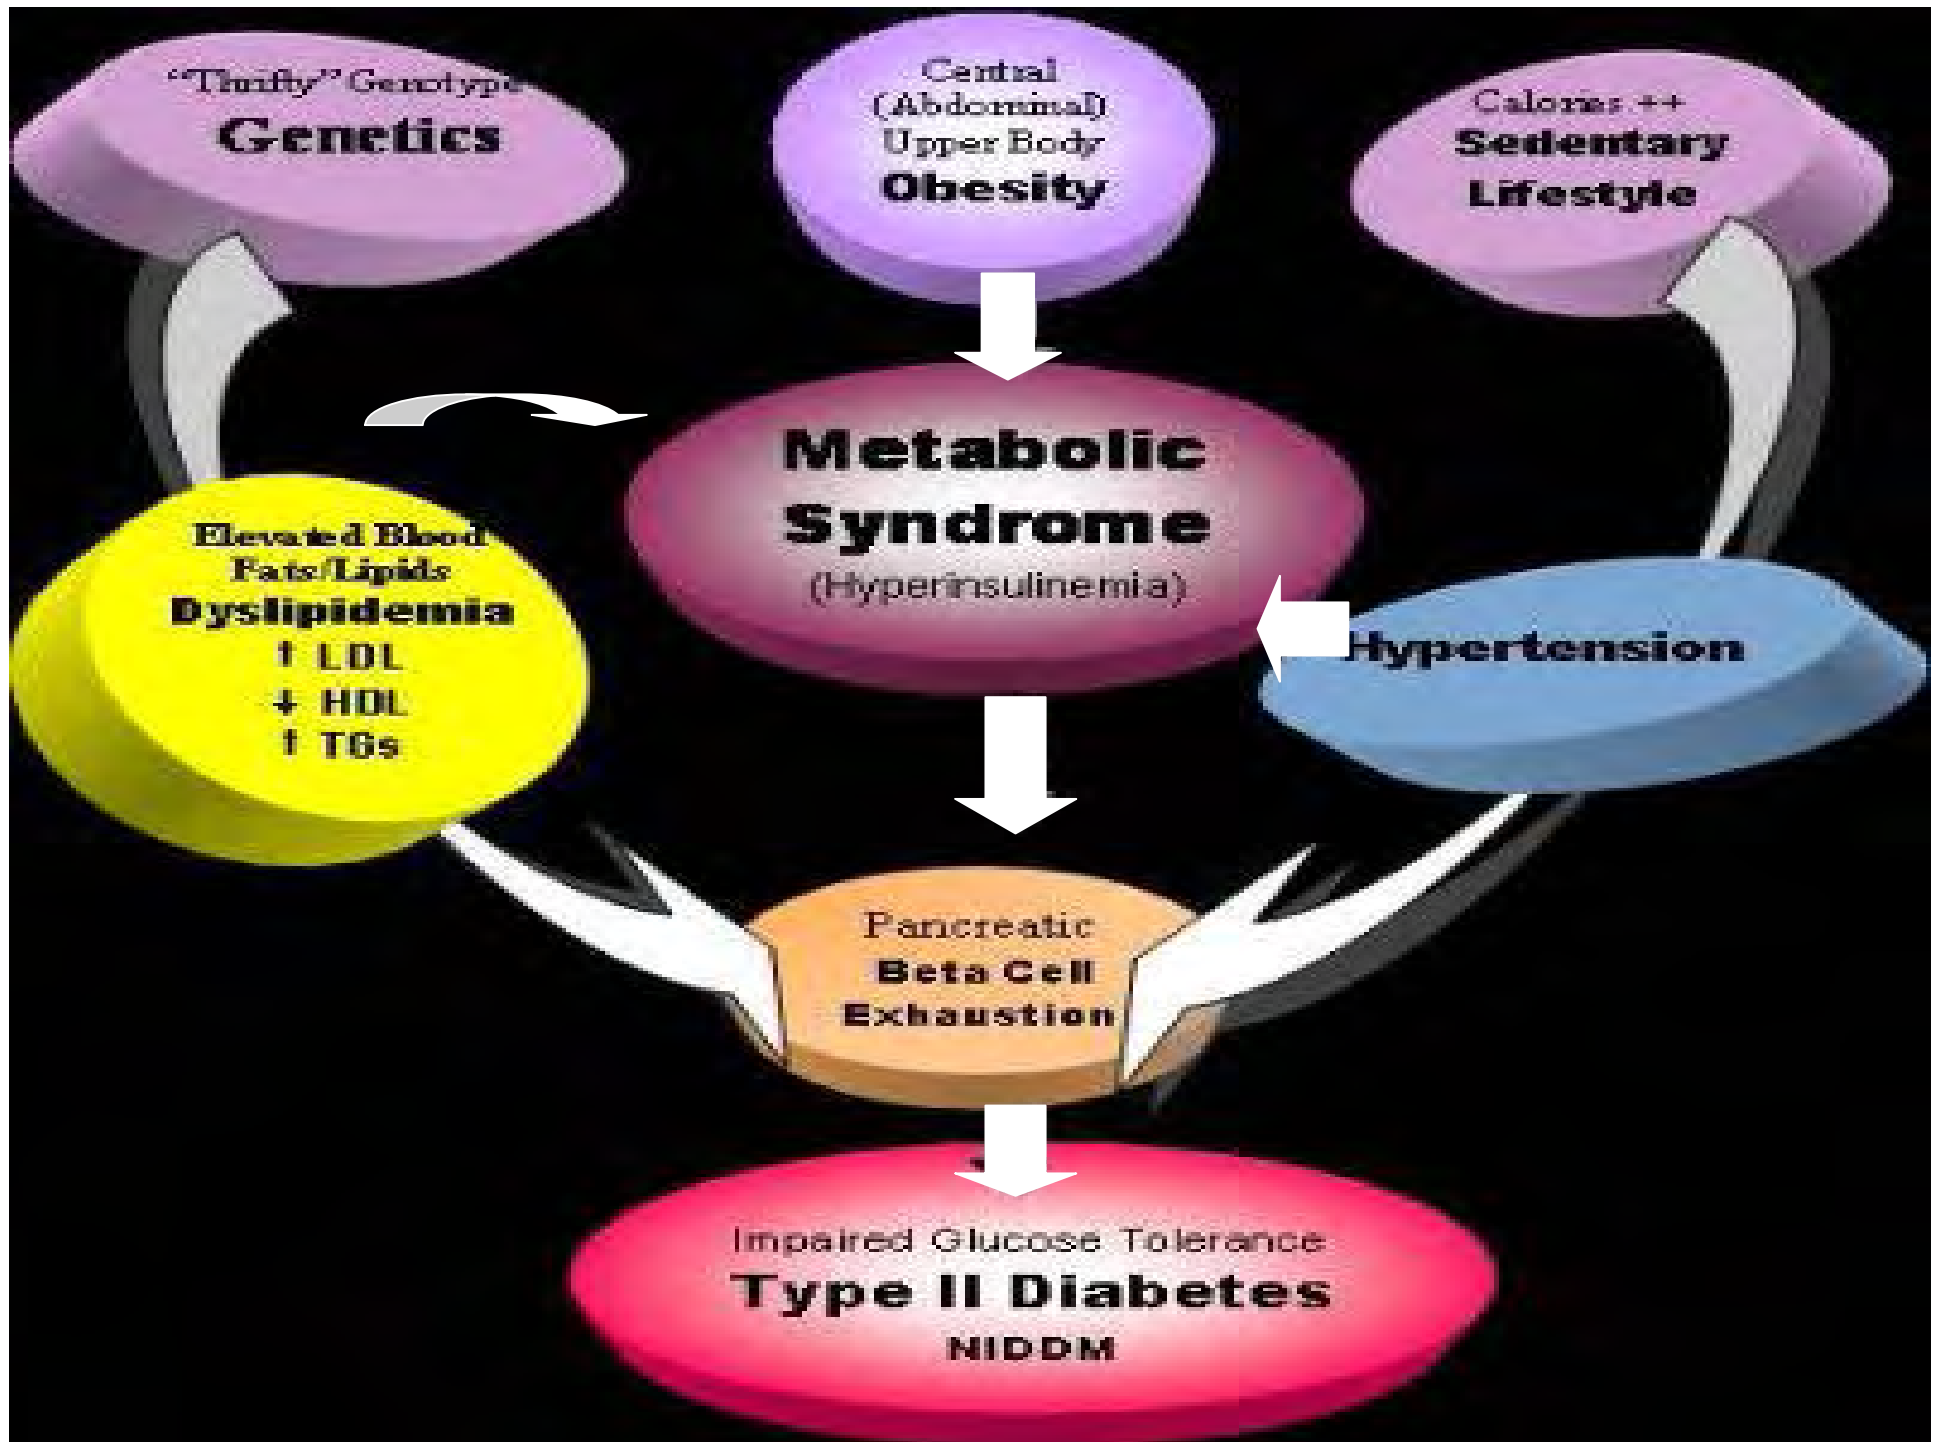 “Thrifty” Genotype
Genetics
Central
(Abdominal)
Upper Body
Obesity
Calories ++
Sedentary
Lifestyle
Metabolic
Syndrome
(Hyperinsulinemia)
Elevated Blood
Fats/Lipids
Dyslipidemia
↑ LDL
↓ HDL
↑ TGs
Hypertension
Pancreatic
Beta Cell
Exhaustion
Impaired Glucose Tolerance
Type II Diabetes
NIDDM